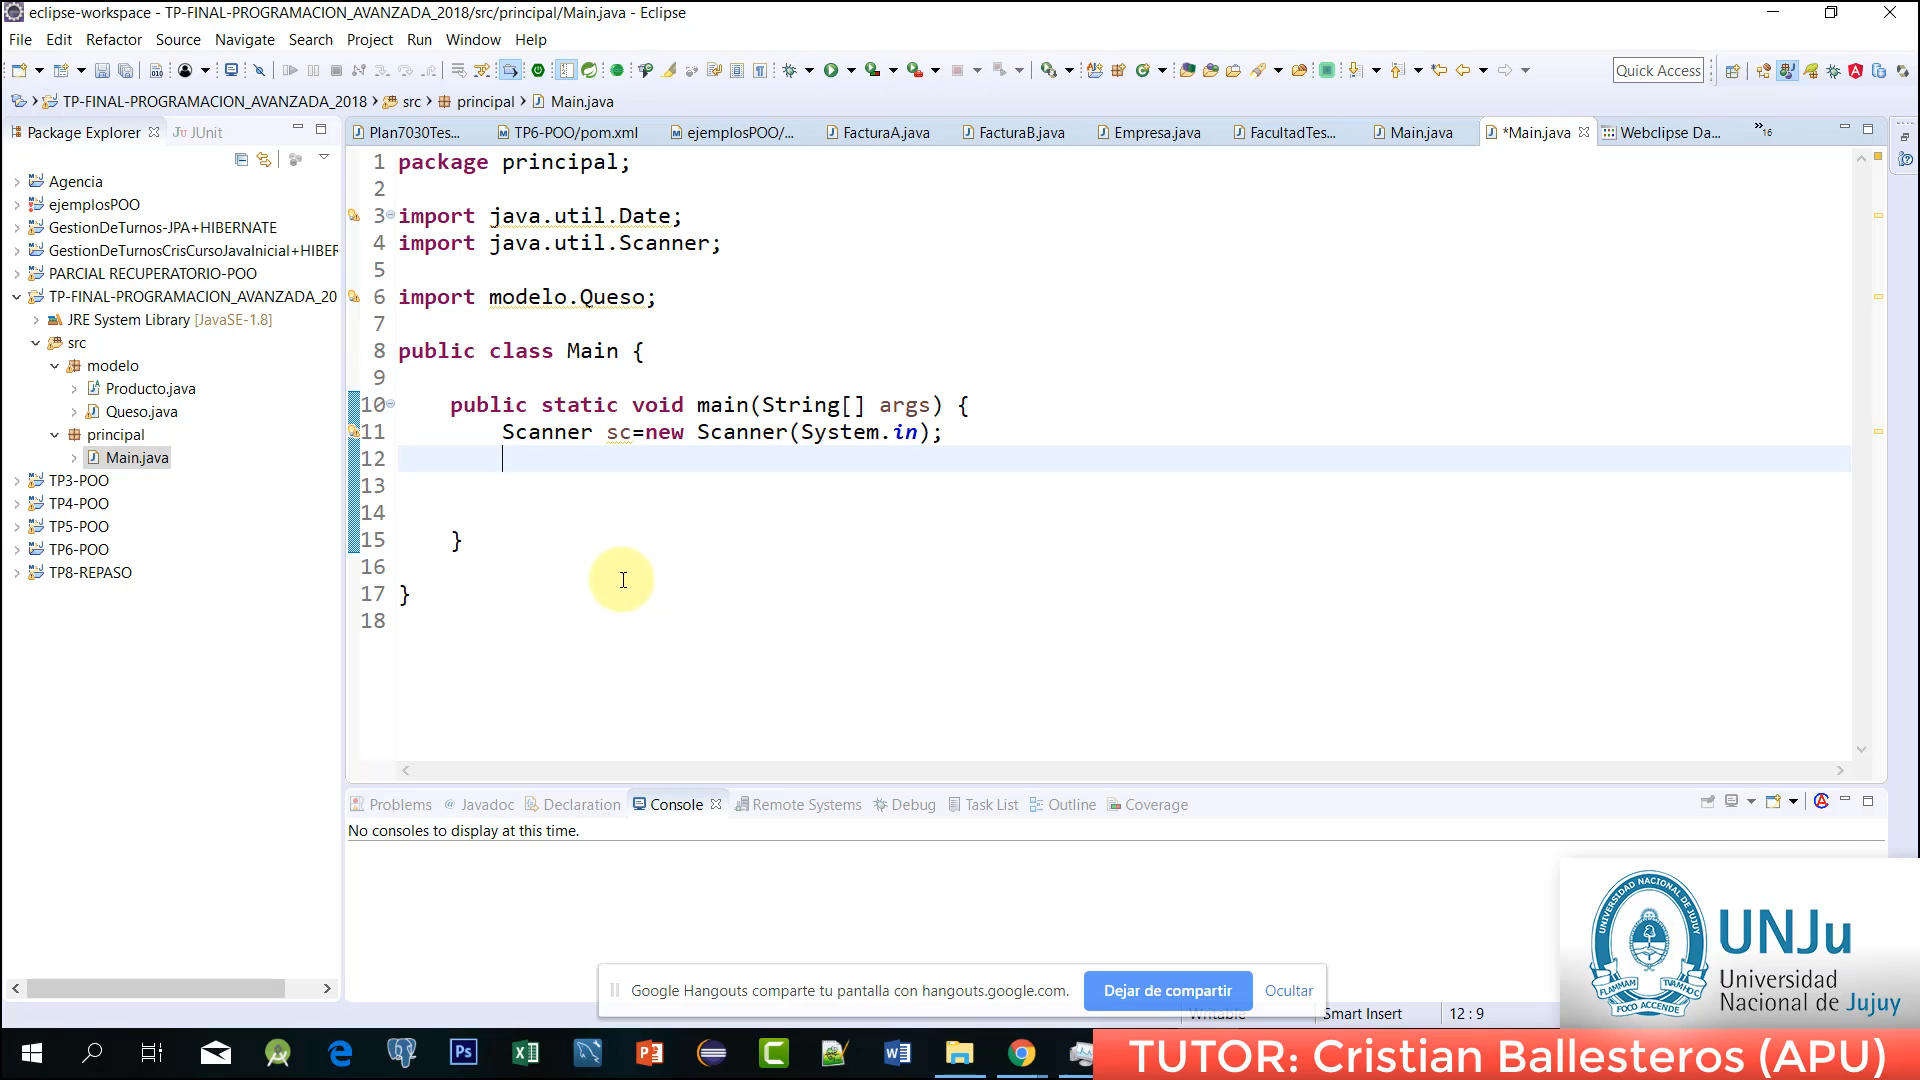 eclipse-workspace - TP-FINAL-PROGRAMACION_AVANZADA_2018/src/principal/Main.java - Eclipse
File Edit Refactor Source Navigate Search Project Run Window Help
Quick Access
TP-FINAL-PROGRAMACION_AVANZADA_2018 src principal Main.java
Package Explorer JUnit
Plan7030Tes... TP6-POO/pom.xml ejemplosPOO/... FacturaA.java FacturaB.java Empresa.java FacultadTes... Main.java *Main.java Webclipse Da... »16
Agencia
ejemplosPOO
GestionDeTurnos-JPA+HIBERNATE
GestionDeTurnosCrisCursoJavaInicial+HIBER
PARCIAL RECUPERATORIO-POO
TP-FINAL-PROGRAMACION_AVANZADA_20
JRE System Library [JavaSE-1.8]
src
modelo
Producto.java
Queso.java
principal
Main.java
TP3-POO
TP4-POO
TP5-POO
TP6-POO
TP8-REPASO
1 package principal;
2
3 import java.util.Date;
4 import java.util.Scanner;
5
6 import modelo.Queso;
7
8 public class Main {
9
10 public static void main(String[] args) {
11 Scanner sc=new Scanner(System.in);
12
13
14
15 }
16
17 }
18
Problems Javadoc Declaration Console Remote Systems Debug Task List Outline Coverage
No consoles to display at this time.
Google Hangouts comparte tu pantalla con hangouts.google.com. Dejar de compartir Ocultar
Writable Smart Insert 12 : 9
UNIVERSIDAD NACIONAL DE JUJUY
UNJu
Universidad
Nacional de Jujuy
TUTOR: Cristian Ballesteros (APU)